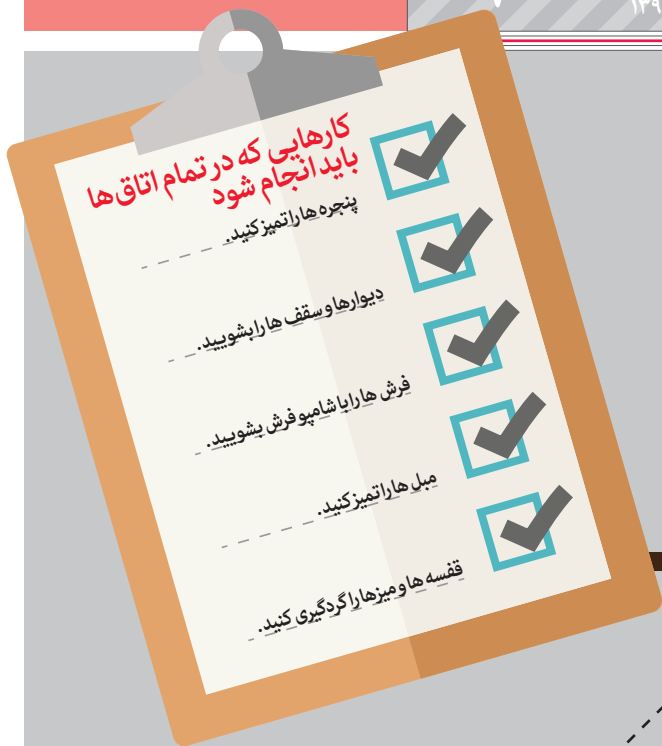 ۱۳۹
کارهایی که در تمام اتاق‌ها
باید انجام شود
پنجره‌ها را تمیز کنید.
دیوارها و سقف‌ها را بشویید.
فرش‌ها را با شامپو فرش بشویید.
مبل‌ها را تمیز کنید.
قفسه‌ها و میزها را گردگیری کنید.